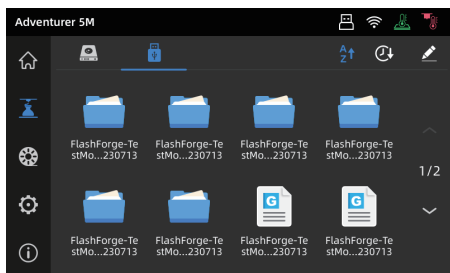 Adventurer 5M
A
Z
FlashForge-Te
stMo...230713
FlashForge-Te
stMo...230713
FlashForge-Te
stMo...230713
FlashForge-Te
stMo...230713
1/2
G
G
FlashForge-Te
stMo...230713
FlashForge-Te
stMo...230713
FlashForge-Te
stMo...230713
FlashForge-Te
stMo...230713